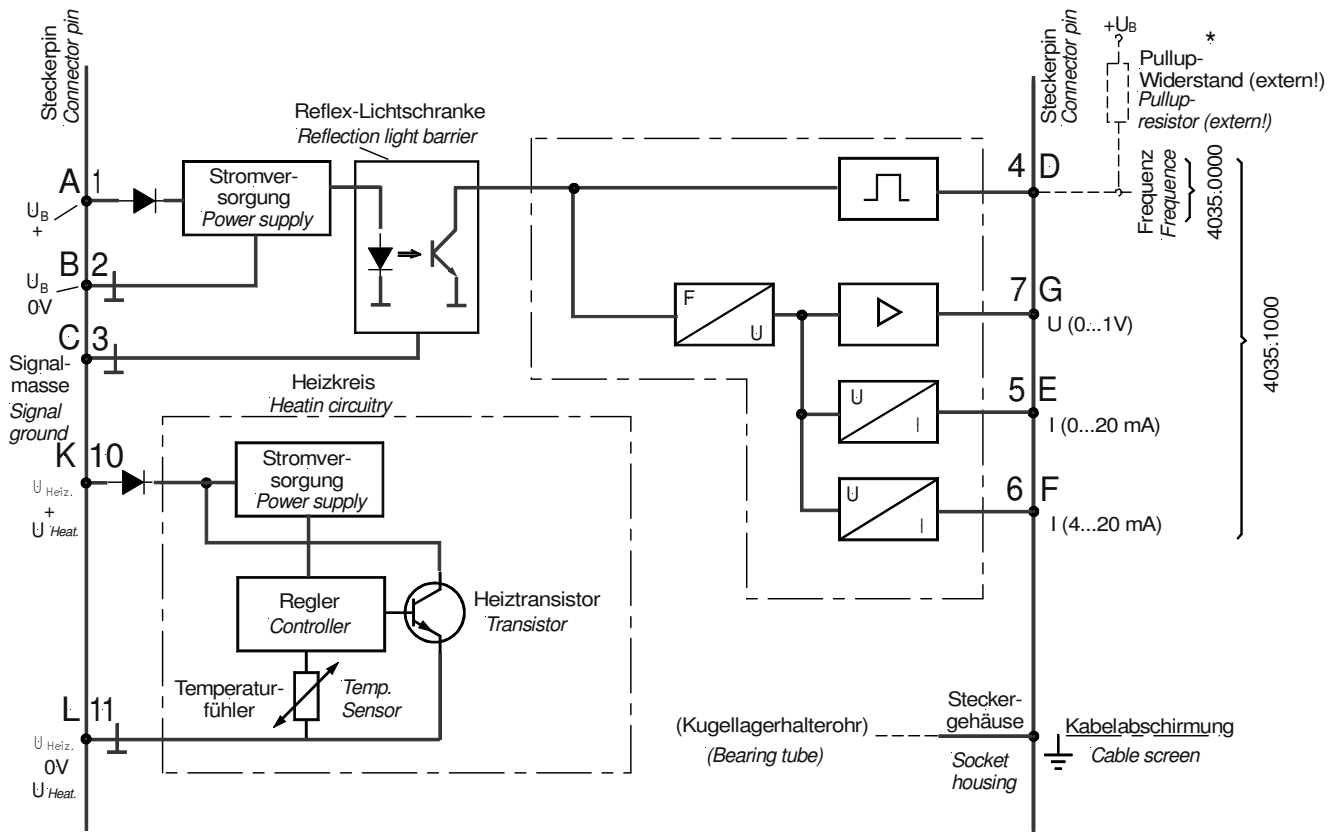 Steckerpin
Connector pin
A 1
U B
+
B 2
U B
0V
C 3
Signal-
masse
Signal
ground
K 10
U Heiz.
+
U Heat.
L 11
U Heiz.
0V
U Heat.
Stromver-
sorgung
Power supply
Reflex-Lichtschranke
Reflection light barrier
Heizkreis
Heatin circuitry
Stromver-
sorgung
Power supply
Regler
Controller
Heiztransistor
Transistor
Temperatur-
fühler
Temp.
Sensor
F
U
U
I
U
I
Steckerpin
Connector pin
4 D
7 G
U (0...1V)
5 E
I (0...20 mA)
6 F
I (4...20 mA)
+UB
*
Pullup-
Widerstand (extern!)
Pullup-
resistor (extern!)
Frequenz
Frequence
4035.0000
4035.1000
(Kugellagerhalterohr)
(Bearing tube)
Stecker-
gehäuse
Socket
housing
Kabelabschirmung
Cable screen